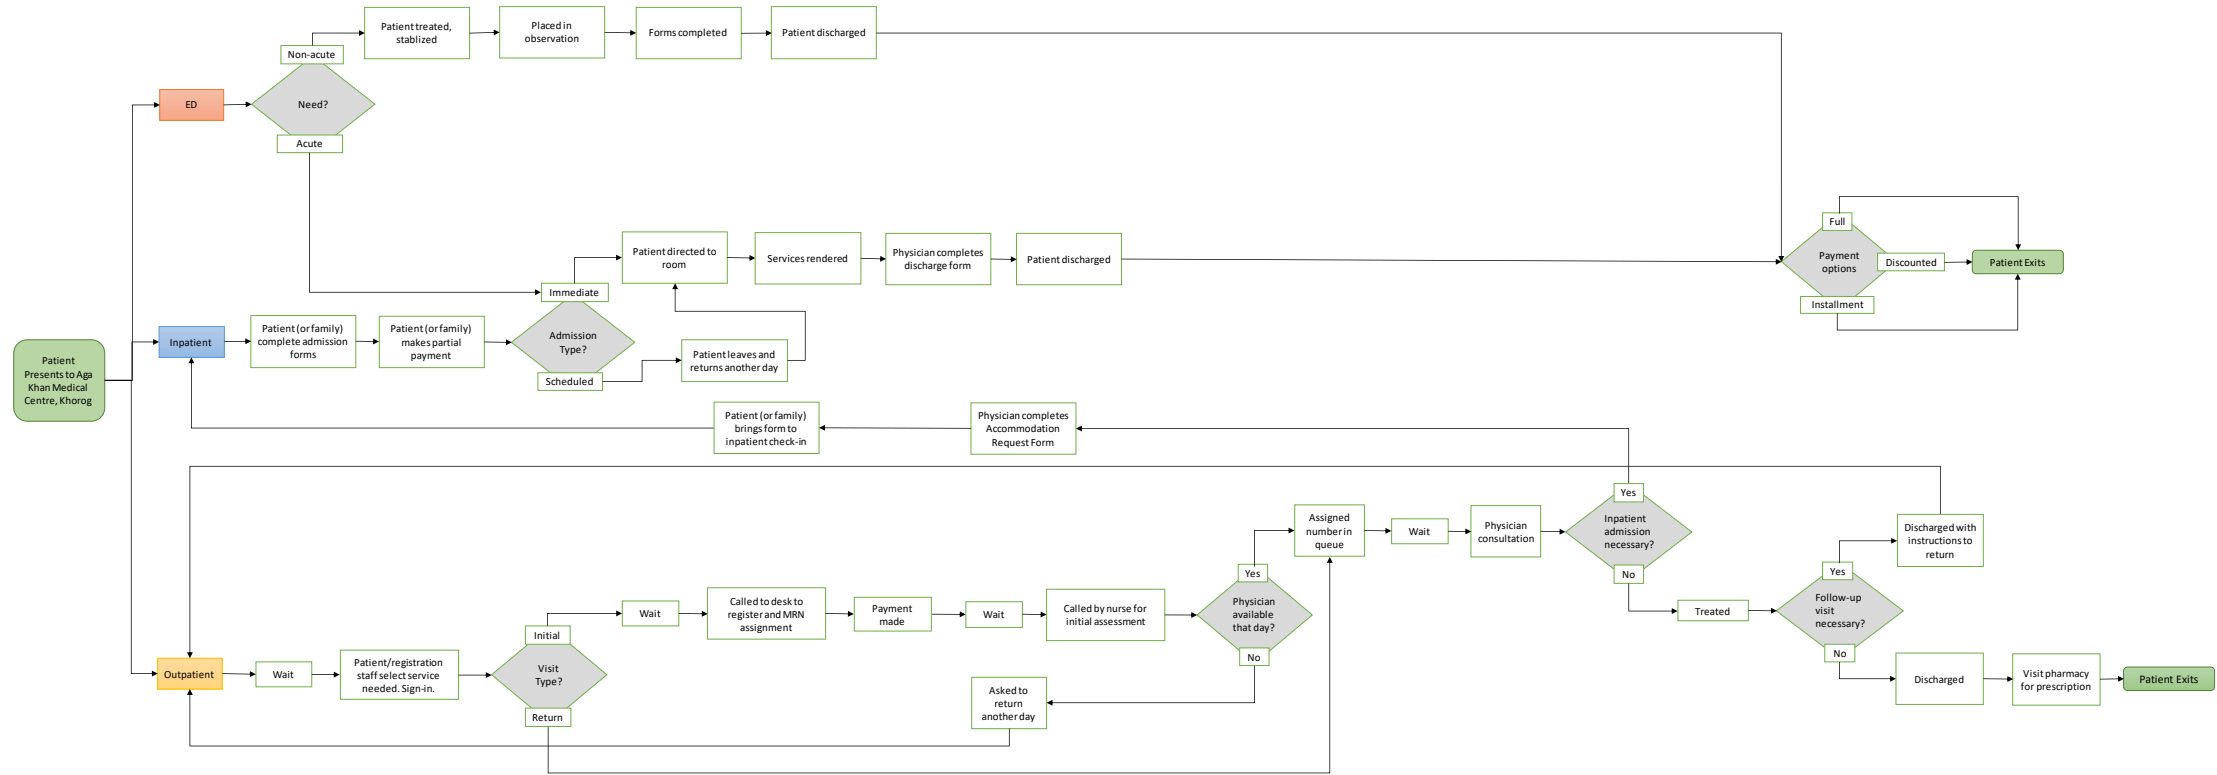 Patient
Presents to Aga
Khan Medical
Centre, Khorog
ED
Need?
Non-acute
Acute
Patient treated,
stablized
Placed in
observation
Forms completed
Patient discharged
Inpatient
Patient (or family)
complete admission
forms
Patient (or family)
makes partial
payment
Admission
Type?
Immediate
Scheduled
Patient directed to
room
Patient leaves and
returns another day
Services rendered
Physician completes
discharge form
Patient discharged
Payment
options
Full
Discounted
Installment
Patient Exits
Patient (or family)
brings form to
inpatient check-in
Physician completes
Accommodation
Request Form
Outpatient
Wait
Patient/registration
staff select service
needed. Sign-in.
Visit
Type?
Initial
Return
Wait
Called to desk to
register and MRN
assignment
Payment
made
Wait
Called by nurse for
initial assessment
Physician
available
that day?
Yes
No
Asked to
return
another day
Assigned
number in
queue
Wait
Physician
consultation
Inpatient
admission
necessary?
Yes
No
Treated
Follow-up
visit
necessary?
Yes
No
Discharged with
instructions to
return
Discharged
Visit pharmacy
for prescription
Patient Exits